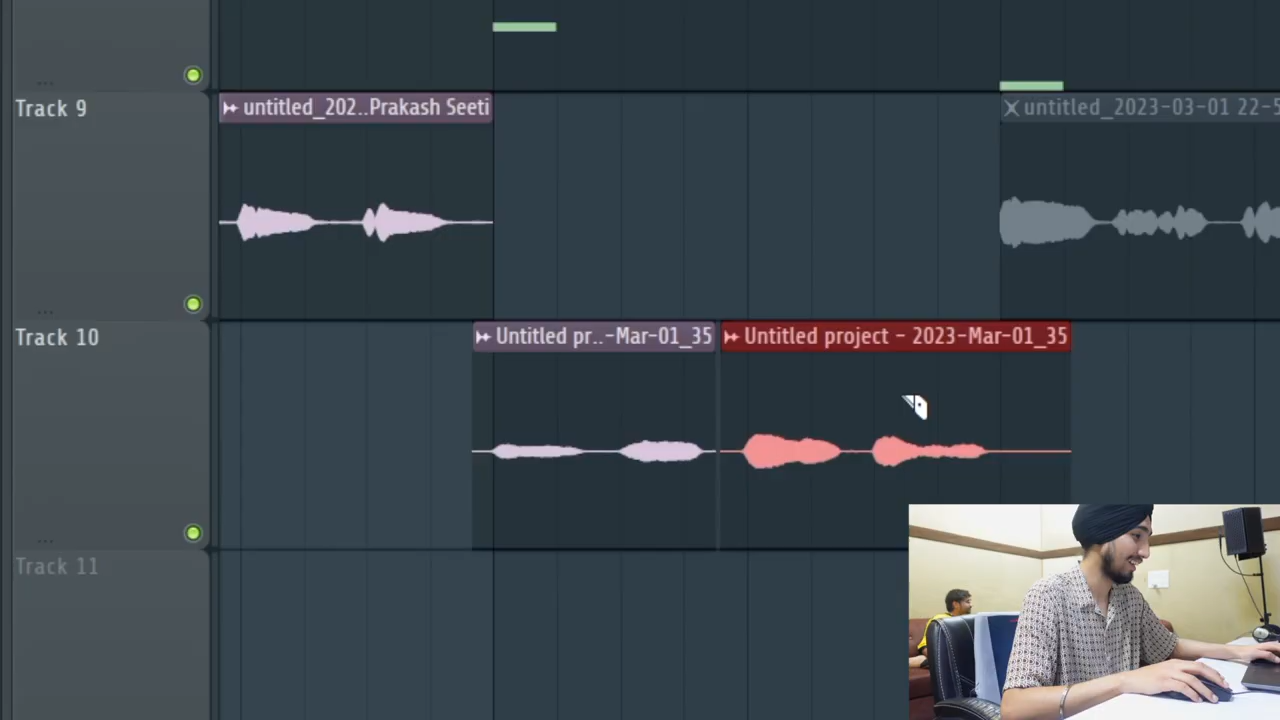 Track 9
untitled_202..Prakash Seeti
untitled_2023-03-01 22-5
Track 10
Untitled pr..-Mar-01_35
Untitled project - 2023-Mar-01_35
Track 11